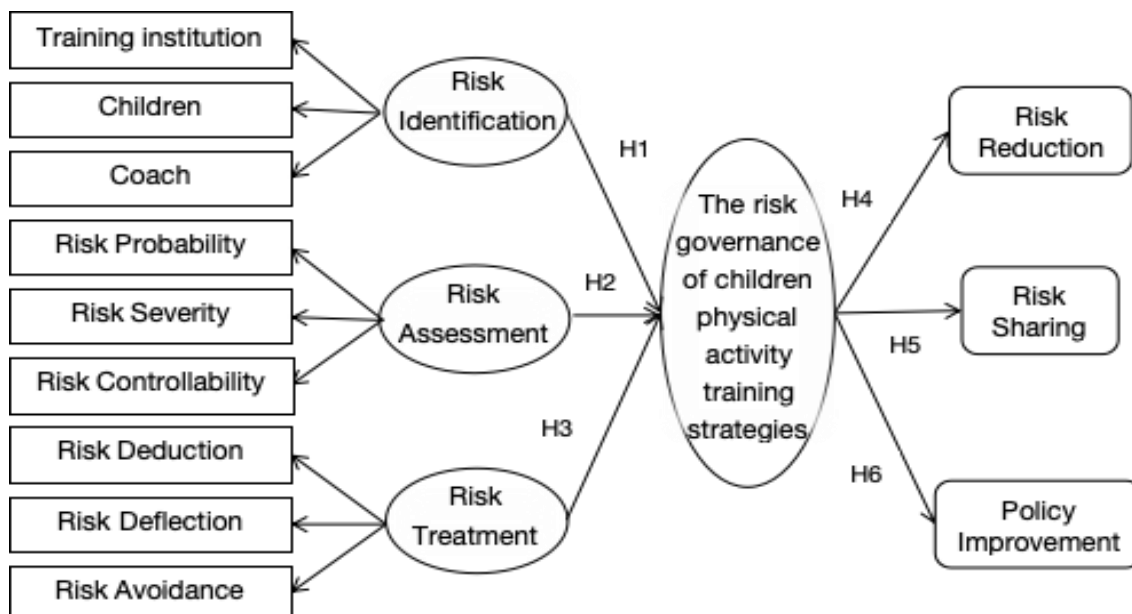 Training institution
Children
Coach
Risk Probability
Risk Severity
Risk Controllability
Risk Deduction
Risk Deflection
Risk Avoidance
Risk
Identification
Risk
Assessment
Risk
Treatment
H1
H2
H3
The risk
governance
of children
physical
activity
training
strategies
H4
H5
H6
Risk
Reduction
Risk
Sharing
Policy
Improvement